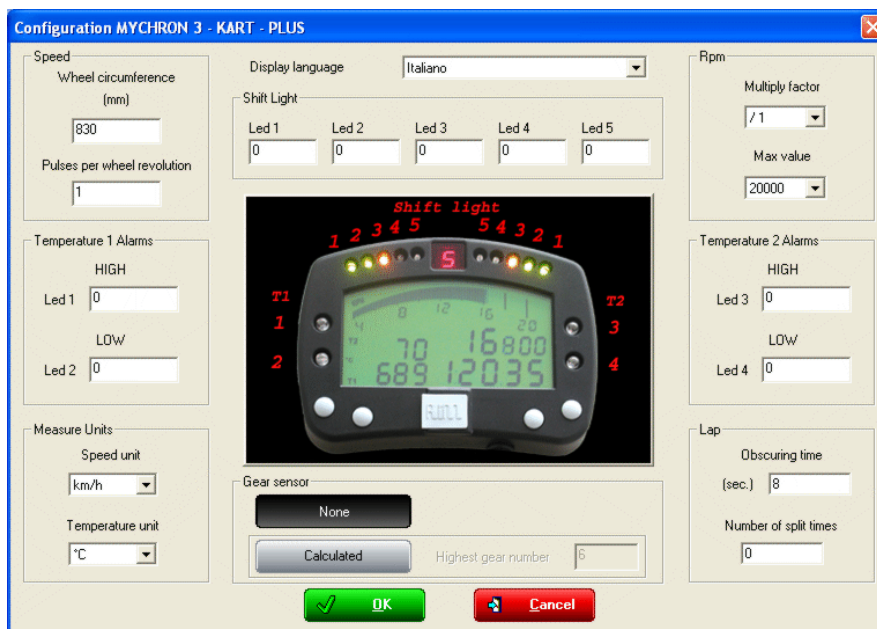 Configuration MYCHRON 3 - KART - PLUS
Speed
Wheel circumference
(mm)
830
Pulses per wheel revolution
1
Display language
Italiano
Shift Light
Led 1 Led 2 Led 3 Led 4 Led 5
0 0 0 0 0
Rpm
Multiply factor
/ 1
Max value
20000
Temperature 1 Alarms
HIGH
Led 1 0
LOW
Led 2 0
Shift light
1 2 3 4 5 5 4 3 2 1
5
T1
1
2
T2
3
4
4 8 12 16 20
70 16800
689 12035
Temperature 2 Alarms
HIGH
Led 3 0
LOW
Led 4 0
Measure Units
Speed unit
km/h
Temperature unit
°C
Gear sensor
None
Calculated
Highest gear number 6
Lap
Obscuring time
(sec.) 8
Number of split times
0
OK
Cancel